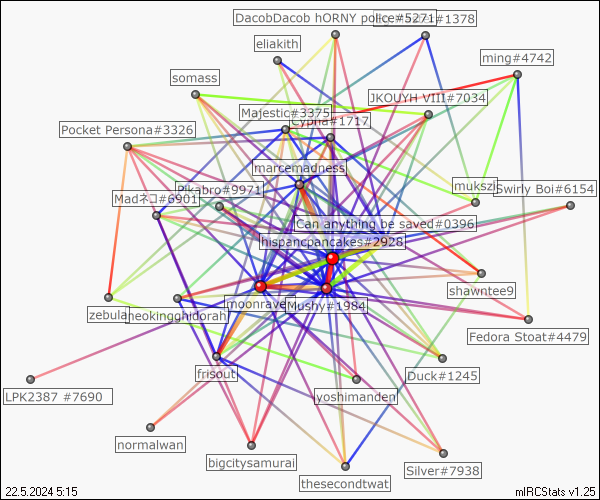 DacobDacob hORNY police#5271
#1378
eliakith
ming#4742
somass
JKOUYH VIII#7034
Majestic#3375
Cypha#1717
Pocket Persona#3326
marcemadness
mukszi
Pikabro#9971
Swirly Boi#6154
Madネコ#6901
Can anything be saved#0396
hispancpancakes#2928
shawntee9
moonrave
Mushy#1984
zebula
neokingghidorah
Fedora Stoat#4479
frisout
Duck#1245
LPK2387 #7690
yoshimanden
normalwan
bigcitysamurai
Silver#7938
thesecondtwat
22.5.2024 5:15
mIRCStats v1.25